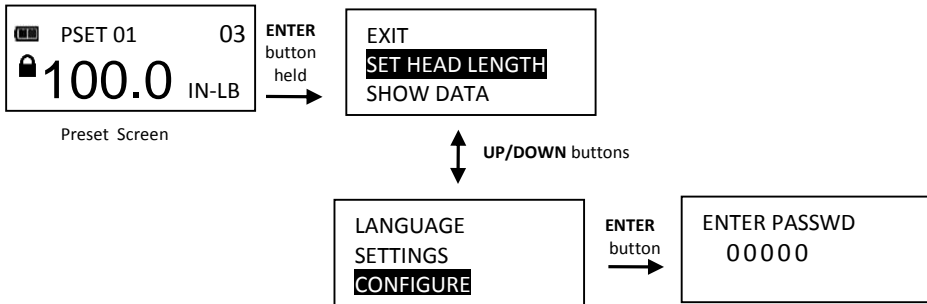 PSET 01 03
100.0 IN-LB
Preset Screen
ENTER
button
held
EXIT
SET HEAD LENGTH
SHOW DATA
UP/DOWN buttons
LANGUAGE
SETTINGS
CONFIGURE
ENTER
button
ENTER PASSWD
00000